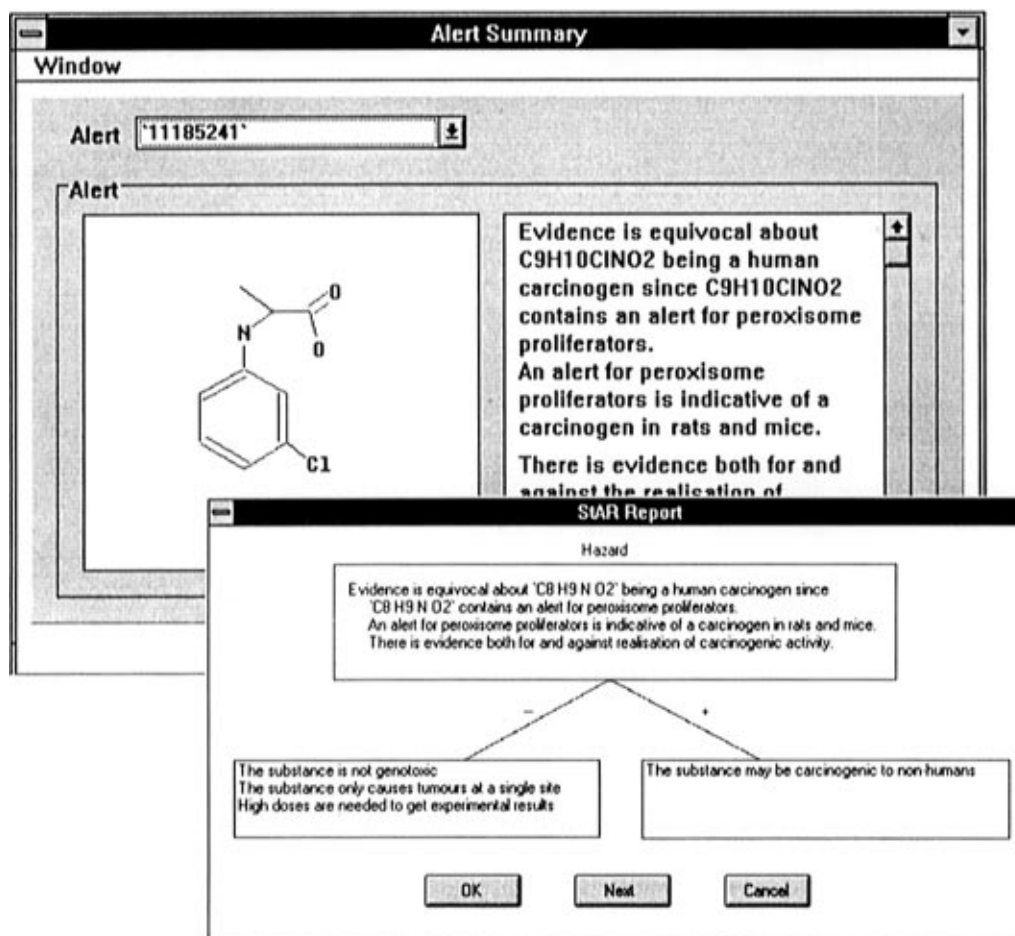 Alert Summary
Window
Alert
`11185241`
Alert
O
N
O
Cl
Evidence is equivocal about
C9H10ClNO2 being a human
carcinogen since C9H10ClNO2
contains an alert for peroxisome
proliferators.
An alert for peroxisome
proliferators is indicative of a
carcinogen in rats and mice.
There is evidence both for and
against the realisation of
StAR Report
Hazard
Evidence is equivocal about `C8 H9 N O2` being a human carcinogen since
`C8 H9 N O2` contains an alert for peroxisome proliferators.
An alert for peroxisome proliferators is indicative of a carcinogen in rats and mice.
There is evidence both for and against realisation of carcinogenic activity.
-
+
The substance is not genotoxic
The substance only causes tumours at a single site
High doses are needed to get experimental results
The substance may be carcinogenic to non-humans
OK
Next
Cancel